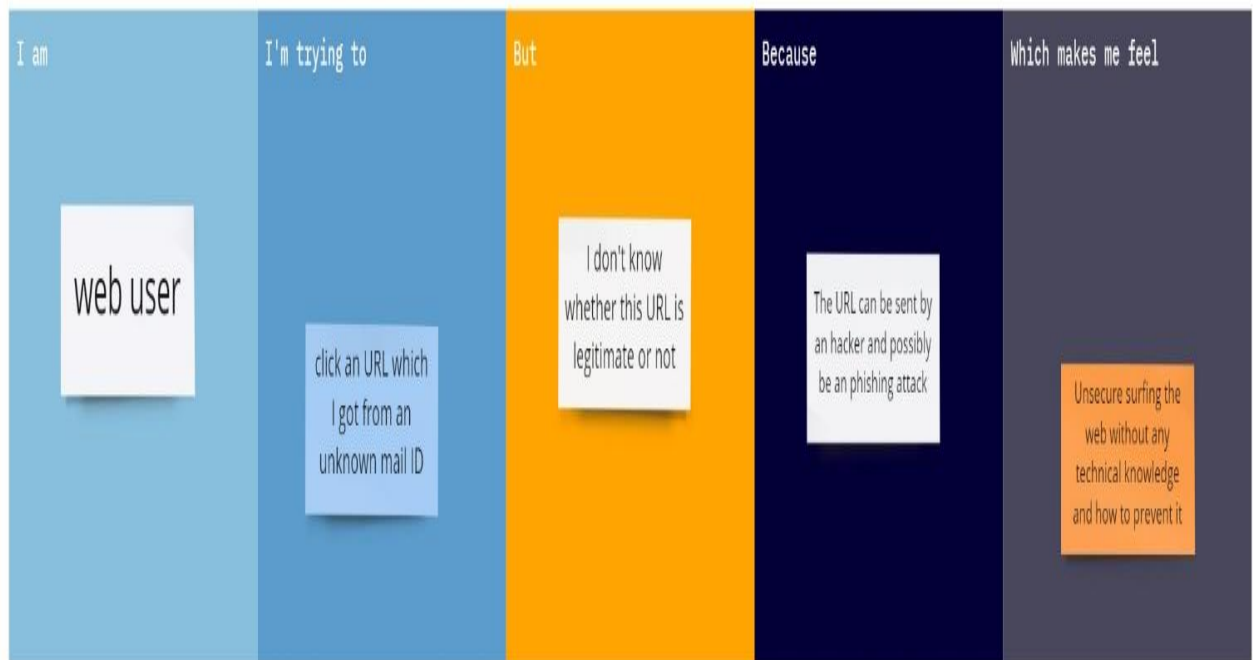 I am
web user
I'm trying to
click an URL which
I got from an
unknown mail ID
But
I don't know
whether this URL is
legitimate or not
Because
The URL can be sent by
an hacker and possibly
be an phishing attack
Which makes me feel
Unsecure surfing the
web without any
technical knowledge
and how to prevent it